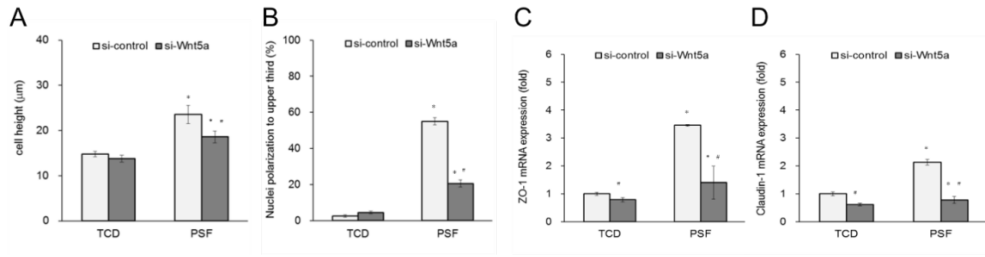 A
si-control
si-Wnt5a
cell height (μm)
40
30
20
10
0
*
* *
TCD
PSF
B
si-control
si-Wnt5a
Nuclei polarization to upper third (%)
100
80
60
40
20
0
*
* *
TCD
PSF
C
si-control
si-Wnt5a
ZO-1 mRNA expression (fold)
6
5
4
3
2
1
0
*
*
* #
TCD
PSF
D
si-control
si-Wnt5a
Claudin-1 mRNA expression (fold)
6
5
4
3
2
1
0
*
*
* *
TCD
PSF